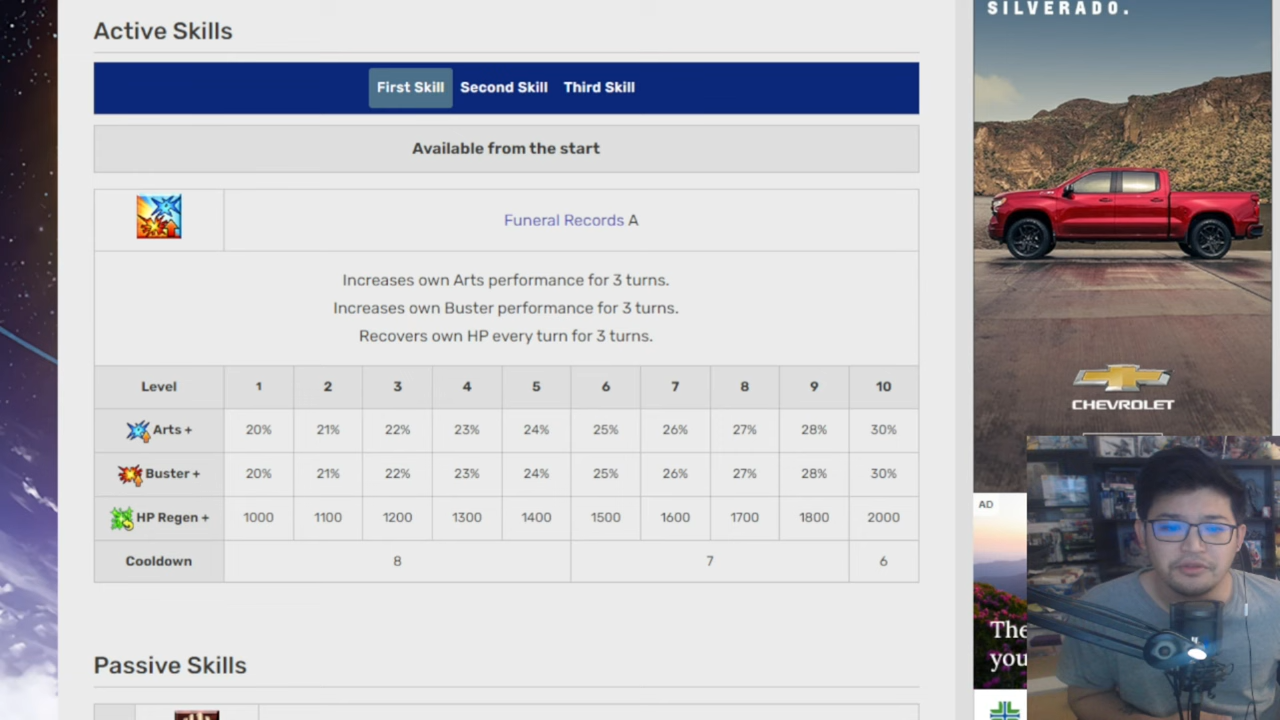 SILVERADO.
Active Skills
First Skill Second Skill Third Skill
Available from the start
Funeral Records A
Increases own Arts performance for 3 turns.
Increases own Buster performance for 3 turns.
Recovers own HP every turn for 3 turns.
Level 1 2 3 4 5 6 7 8 9 10
Arts + 20% 21% 22% 23% 24% 25% 26% 27% 28% 30%
Buster + 20% 21% 22% 23% 24% 25% 26% 27% 28% 30%
HP Regen + 1000 1100 1200 1300 1400 1500 1600 1700 1800 2000
Cooldown 8 7 6
Passive Skills
CHEVROLET
AD
The
you